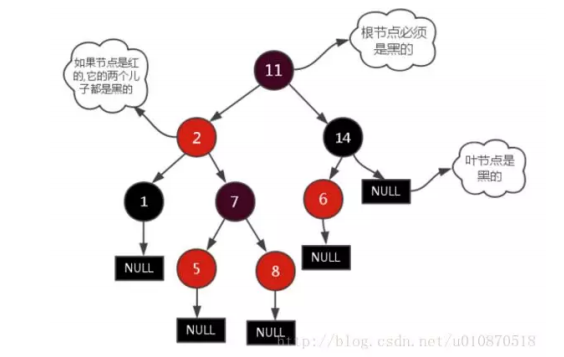 根节点必须
是黑的
如果节点是红
的,它的两个儿
子都是黑的
11
2
14
叶节点是
黑的
1
7
6
NULL
NULL
5
8
NULL
NULL
NULL
http://blog.csdn.net/u010870518